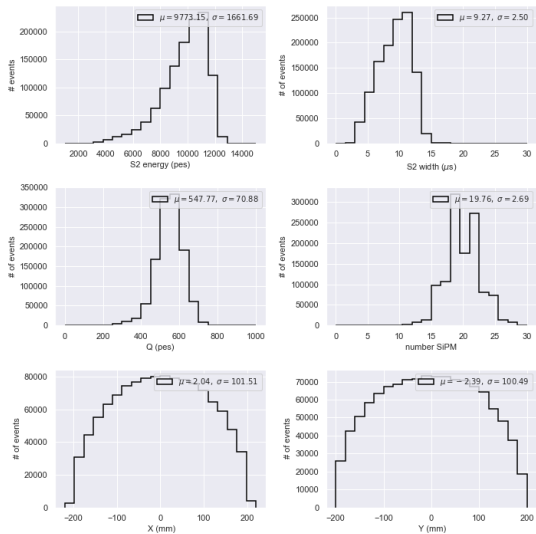 μ = 9773.15, σ = 1661.69
# of events
200000
150000
100000
50000
0
2000 4000 6000 8000 10000 12000 14000
S2 energy (pes)
μ = 9.27, σ = 2.50
# of events
250000
200000
150000
100000
50000
0
0 5 10 15 20 25 30
S2 width (μs)
μ = 547.77, σ = 70.88
# of events
350000
300000
250000
200000
150000
100000
50000
0
0 200 400 600 800 1000
Q (pes)
μ = 19.76, σ = 2.69
# of events
300000
250000
200000
150000
100000
50000
0
0 5 10 15 20 25 30
number SiPM
μ = 2.04, σ = 101.51
# of events
80000
60000
40000
20000
0
−200 −100 0 100 200
X (mm)
μ = −2.39, σ = 100.49
# of events
70000
60000
50000
40000
30000
20000
10000
0
−200 −100 0 100 200
Y (mm)